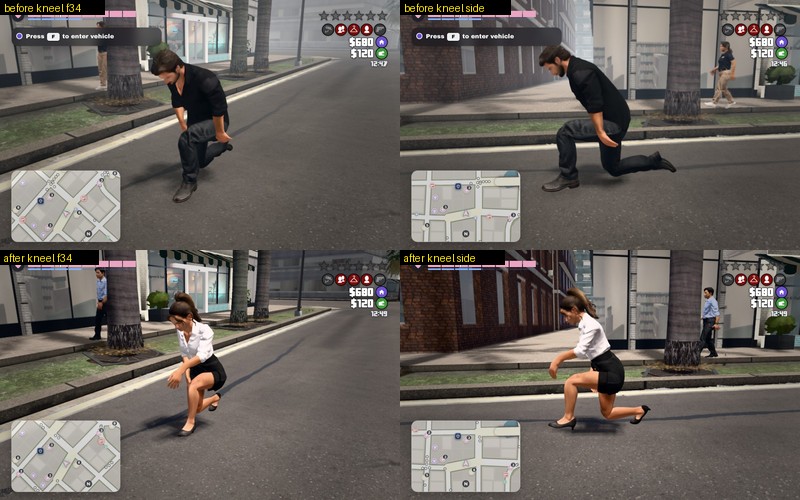 before kneel f34
Press F to enter vehicle
$680
$120
12:47
before kneel side
Press F to enter vehicle
$680
$120
12:46
after kneel f34
$680
$120
12:49
after kneel side
$680
$120
12:49